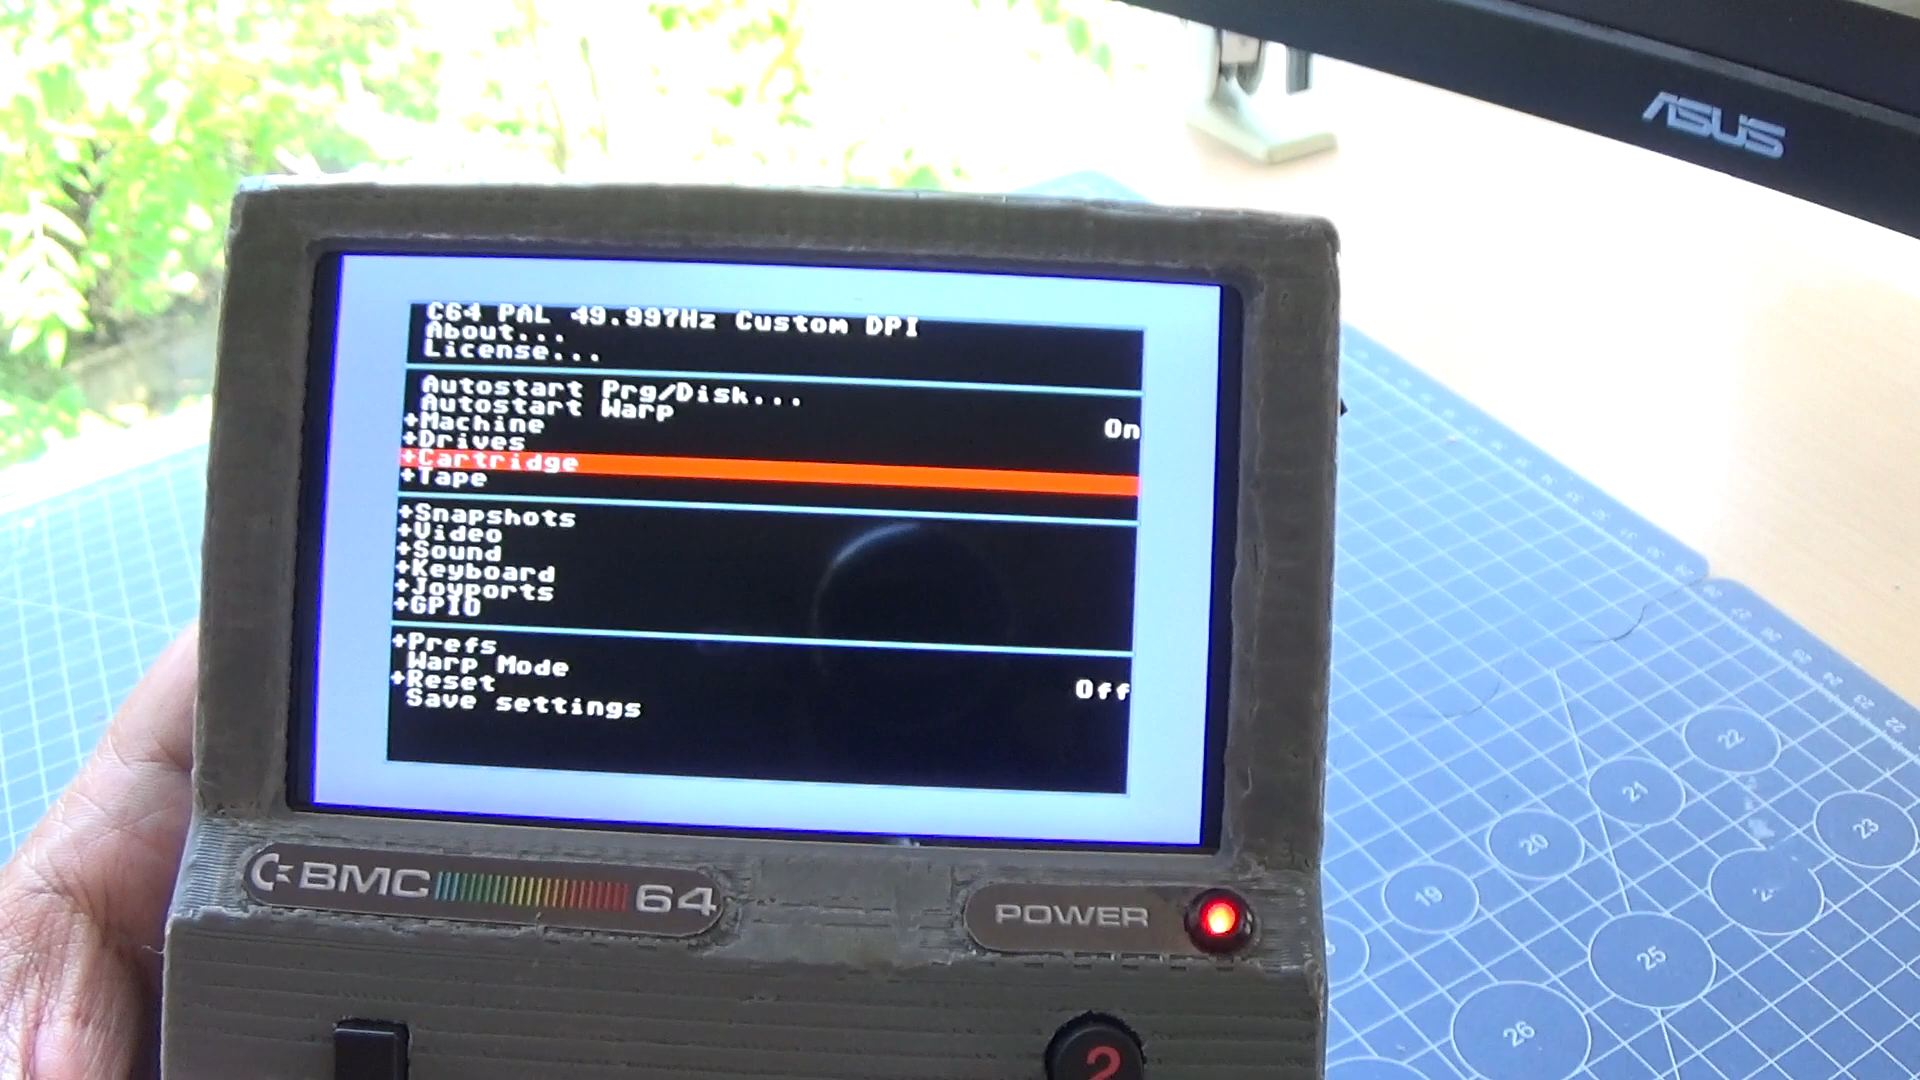 ASUS
C64 PAL 49.997Hz Custom DPI
About...
License...
Autostart Prg/Disk...
Autostart Warp On
+Machine
+Drives
+Cartridge
+Tape
+Snapshots
+Video
+Sound
+Keyboard
+Joyports
+GPIO
+Prefs
Warp Mode Off
+Reset
Save settings
BMC 64
POWER
2
22
21
20
19
23
25
26